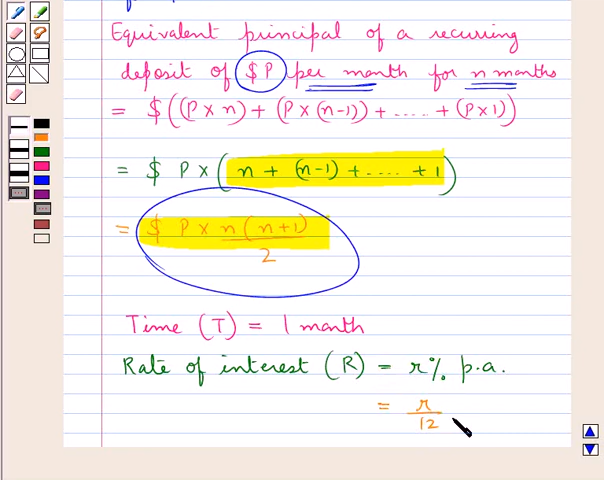 Equivalent principal of a recurring
deposit of $P per month for n months
= $((P×n)+(P×(n-1))+.....+(P×1))
= $ P×(n+(n-1)+.....+1)
= $ P×n(n+1)
2
Time (T) = 1 month
Rate of interest (R) = r% p.a.
= r
12